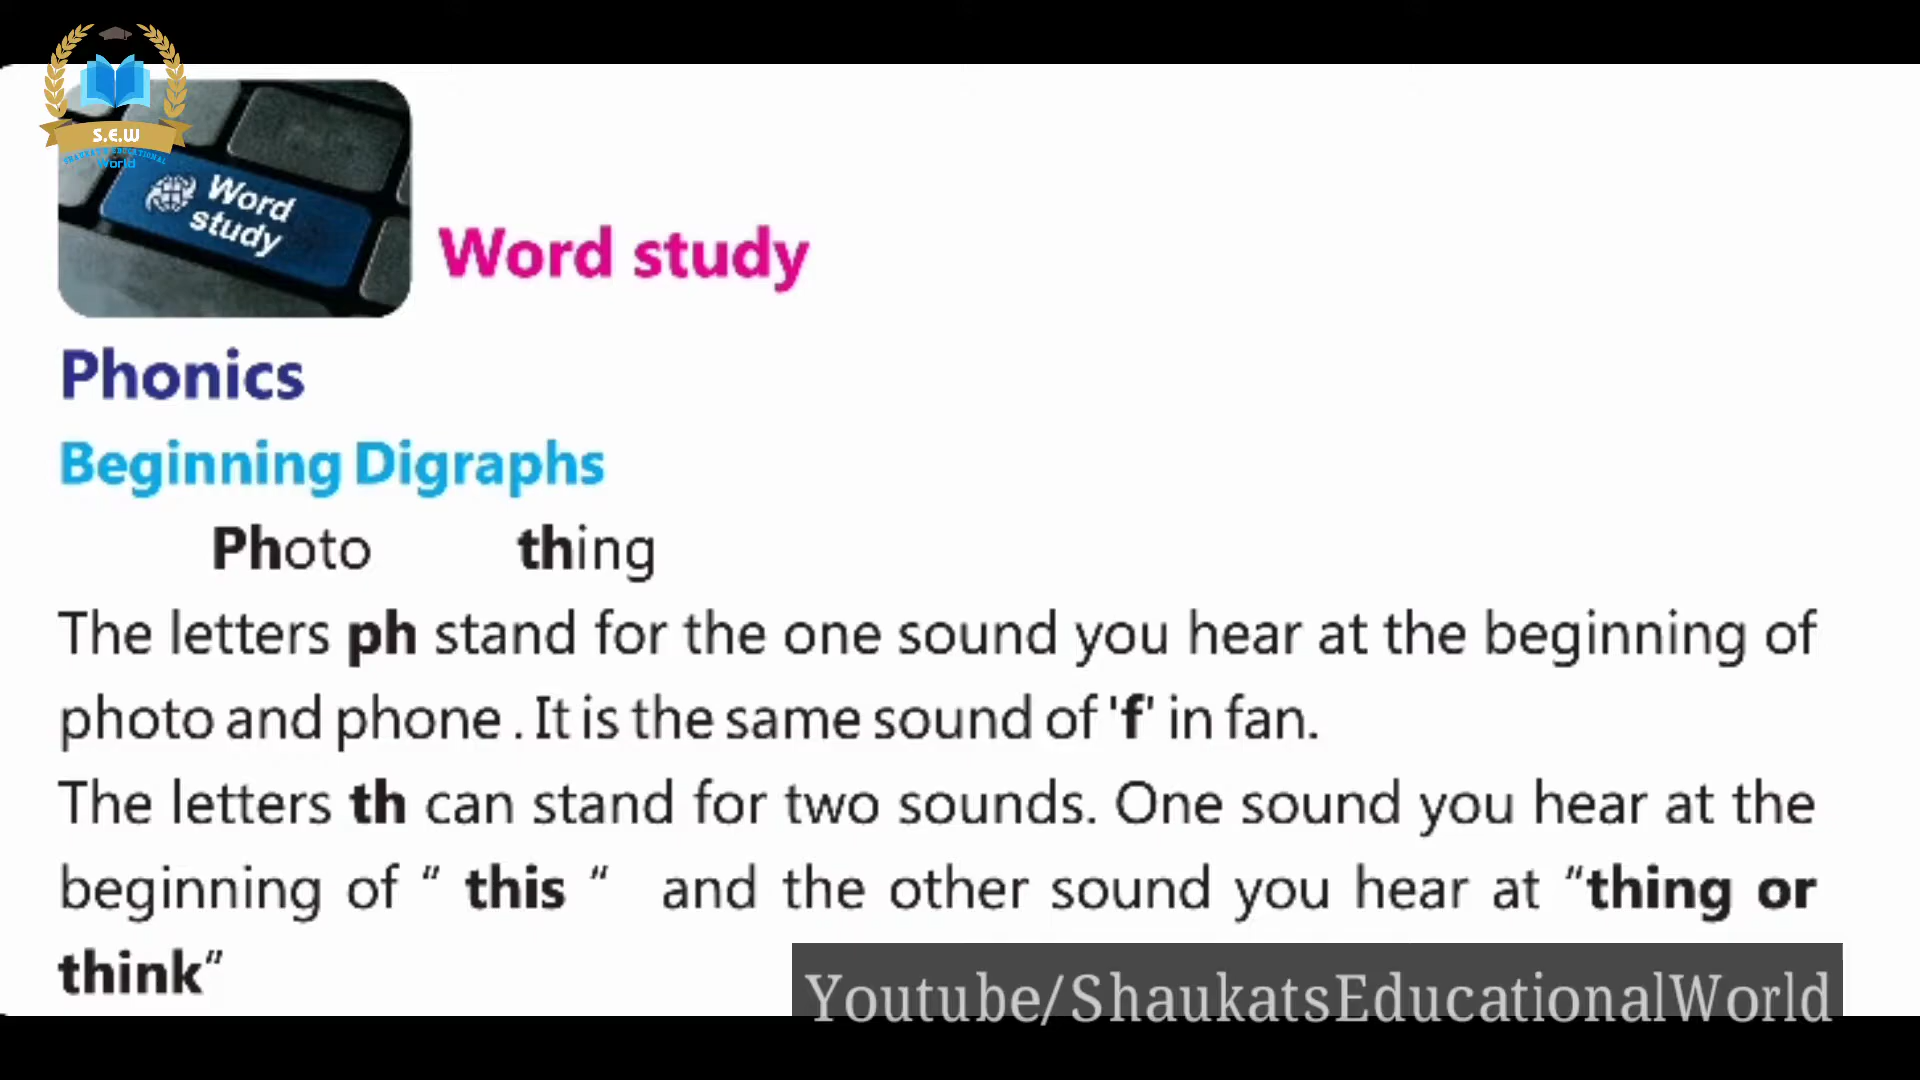 S.E.W
SHAUKAT'S EDUCATIONAL
World
Word
study
Word study
Phonics
Beginning Digraphs
Photo thing
The letters ph stand for the one sound you hear at the beginning of
photo and phone . It is the same sound of 'f' in fan.
The letters th can stand for two sounds. One sound you hear at the
beginning of “ this “ and the other sound you hear at “thing or
think”
Youtube/ShaukatsEducationalWorld